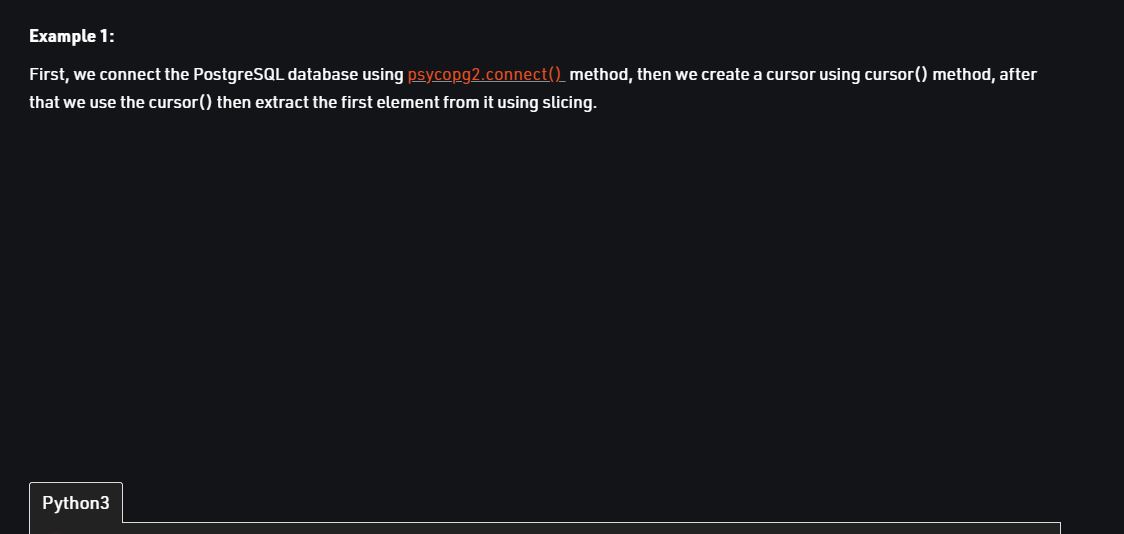 Example 1:
First, we connect the PostgreSQL database using psycopg2.connect() method, then we create a cursor using cursor() method, after
that we use the cursor() then extract the first element from it using slicing.
Python3